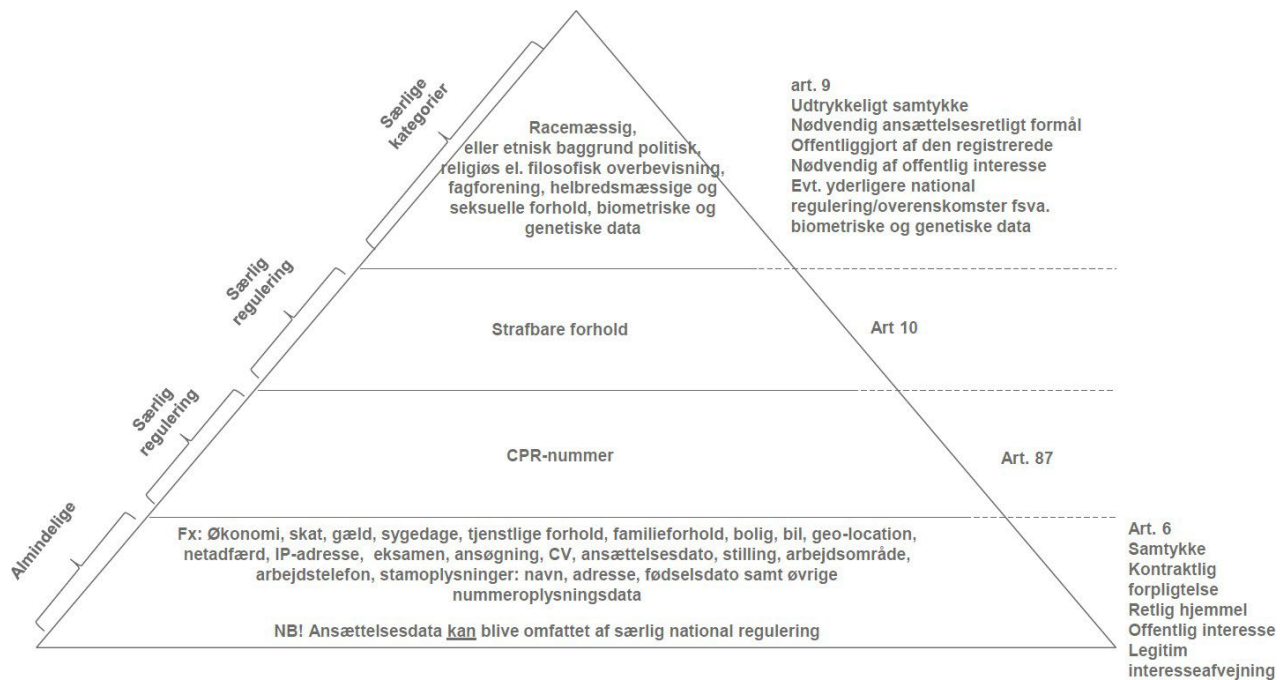 Særlige
kategorier
Racemæssig,
eller etnisk baggrund politisk,
religiøs el. filosofisk overbevisning,
fagforening, helbredsmæssige og
seksuelle forhold, biometriske og
genetiske data
art. 9
Udtrykkeligt samtykke
Nødvendig ansættelsesretligt formål
Offentliggjort af den registrerede
Nødvendig af offentlig interesse
Evt. yderligere national
regulering/overenskomster fsva.
biometriske og genetiske data
Særlig
regulering
Strafbare forhold
Art 10
Særlig
regulering
CPR-nummer
Art. 87
Almindelige
Fx: Økonomi, skat, gæld, sygedage, tjenstlige forhold, familieforhold, bolig, bil, geo-location,
netadfærd, IP-adresse, eksamen, ansøgning, CV, ansættelsesdato, stilling, arbejdsområde,
arbejdstelefon, stamoplysninger: navn, adresse, fødselsdato samt øvrige
nummeroplysningsdata
NB! Ansættelsesdata kan blive omfattet af særlig national regulering
Art. 6
Samtykke
Kontraktlig
forpligtelse
Retlig hjemmel
Offentlig interesse
Legitim
interesseafvejning